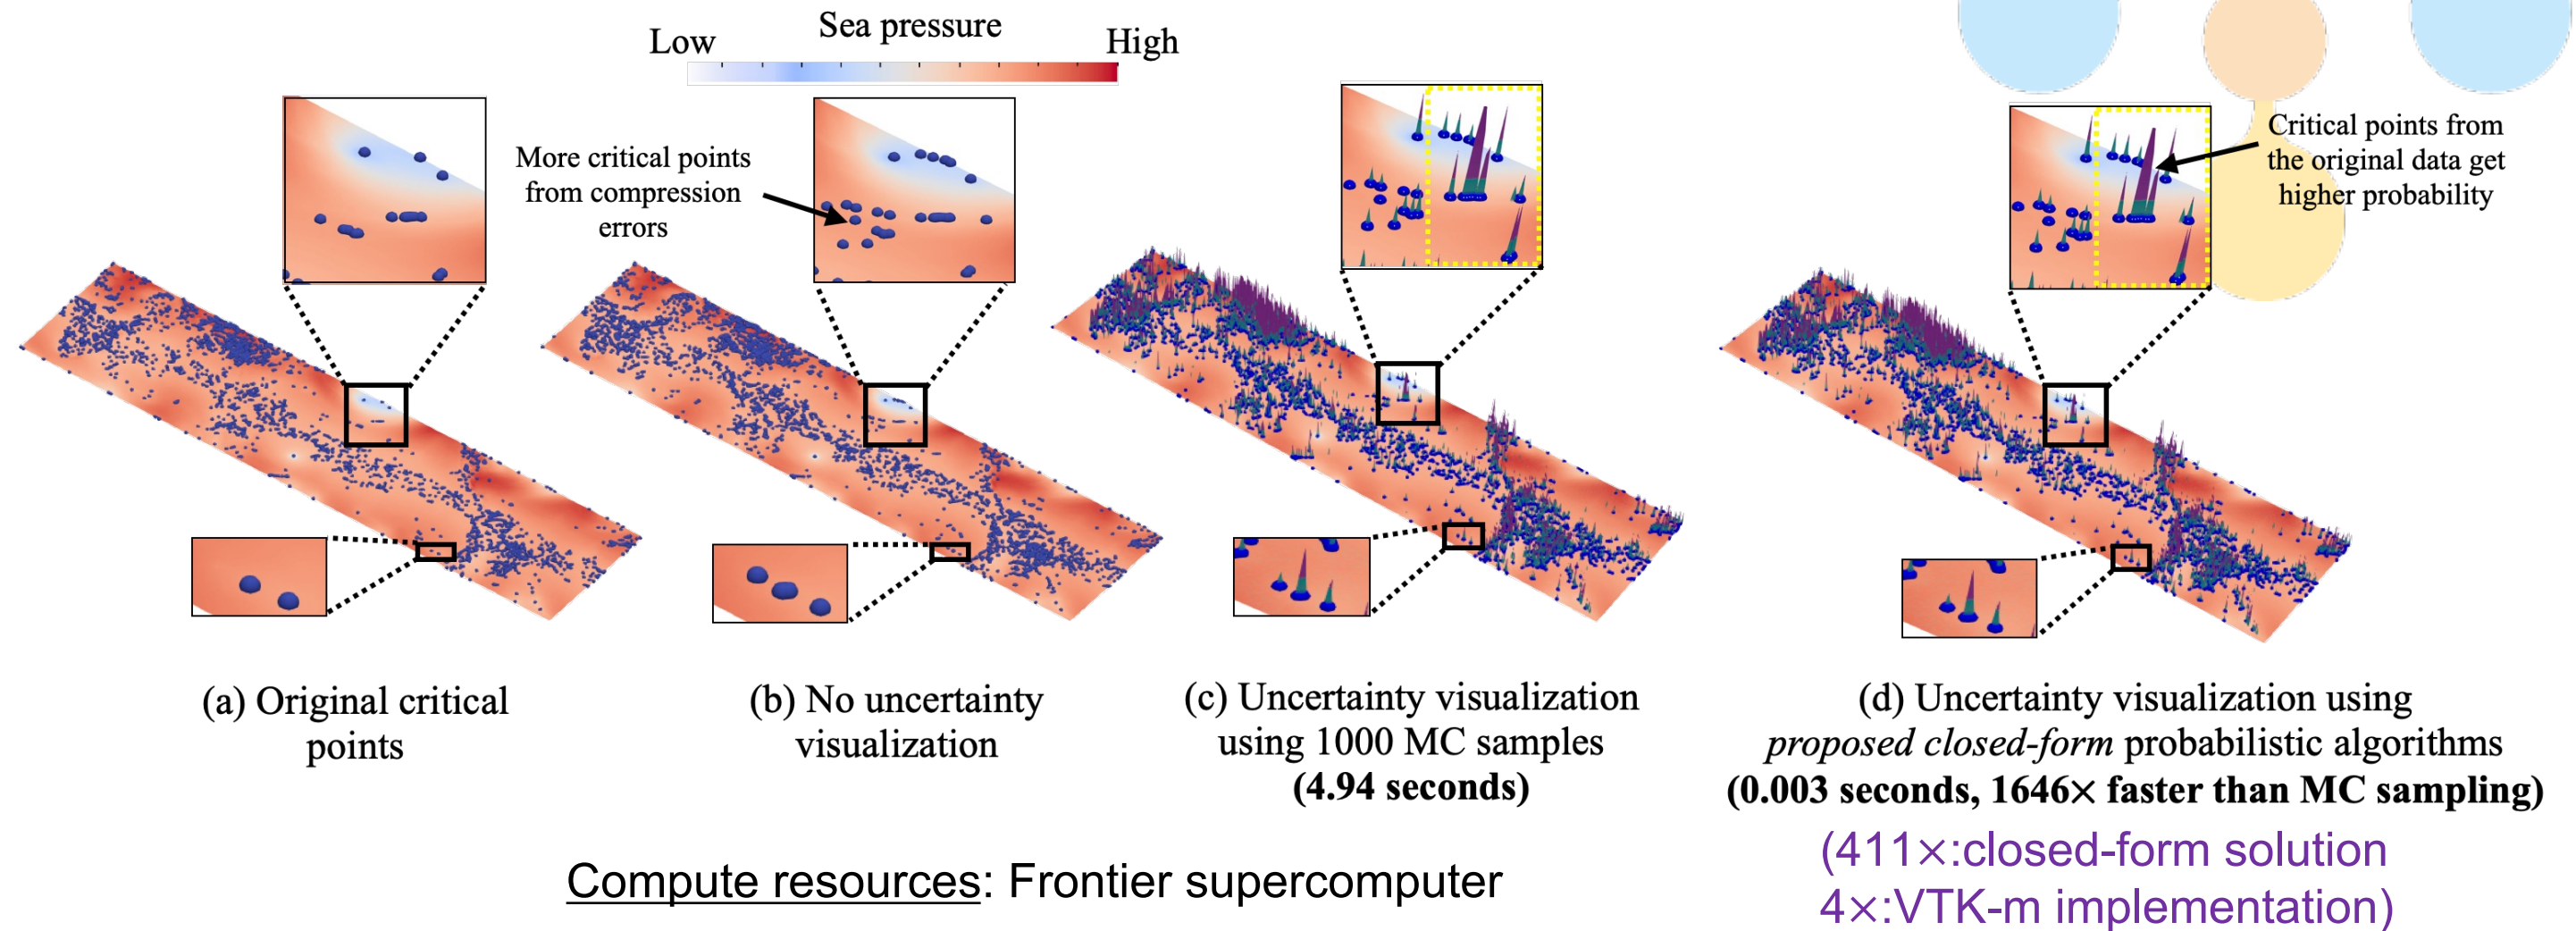 Sea pressure
Low
High
More critical points
from compression
errors
Critical points from
the original data get
higher probability
(a) Original critical
points
(b) No uncertainty
visualization
(c) Uncertainty visualization
using 1000 MC samples
(4.94 seconds)
(d) Uncertainty visualization using
proposed closed-form probabilistic algorithms
(0.003 seconds, 1646× faster than MC sampling)
(411×:closed-form solution
4×:VTK-m implementation)
Compute resources: Frontier supercomputer